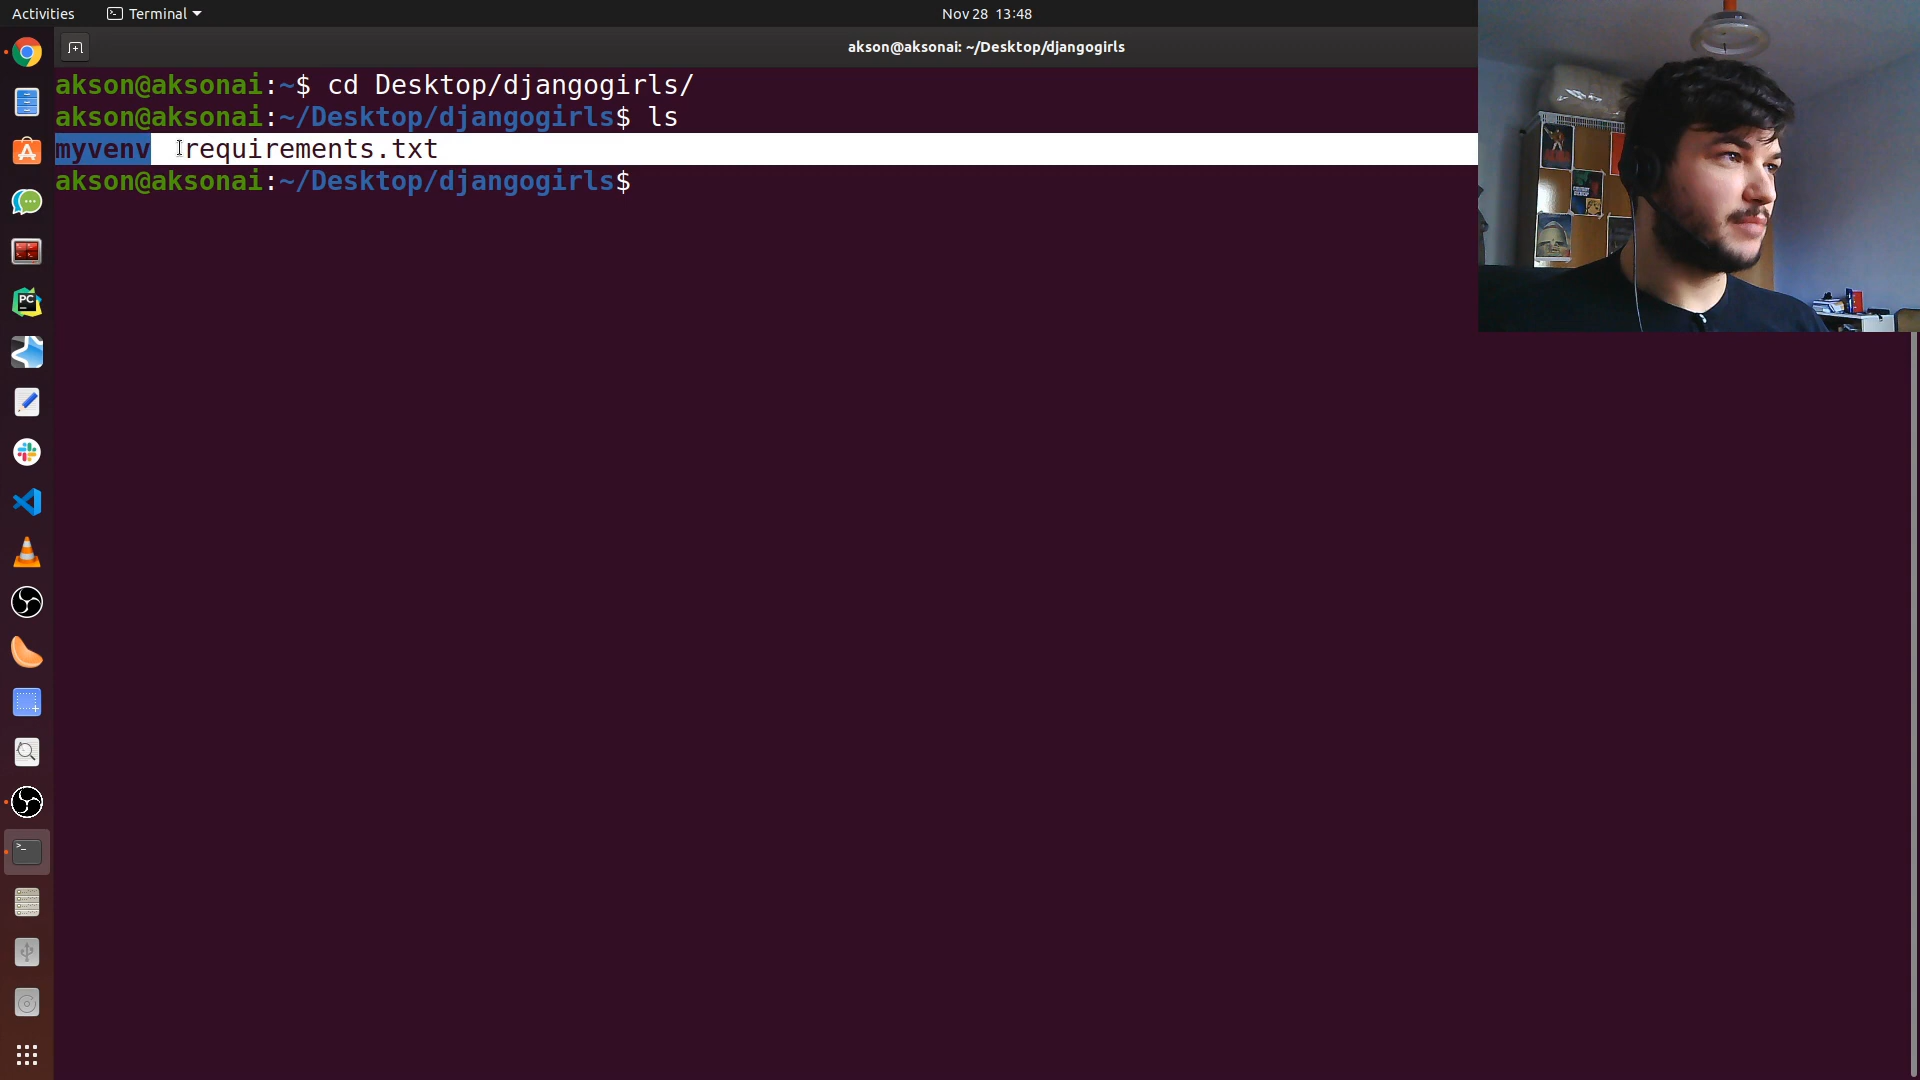 Activities Terminal Nov 28 13:48
akson@aksonai: ~/Desktop/djangogirls
akson@aksonai:~$ cd Desktop/djangogirls/
akson@aksonai:~/Desktop/djangogirls$ ls
myvenv requirements.txt
akson@aksonai:~/Desktop/djangogirls$
PC